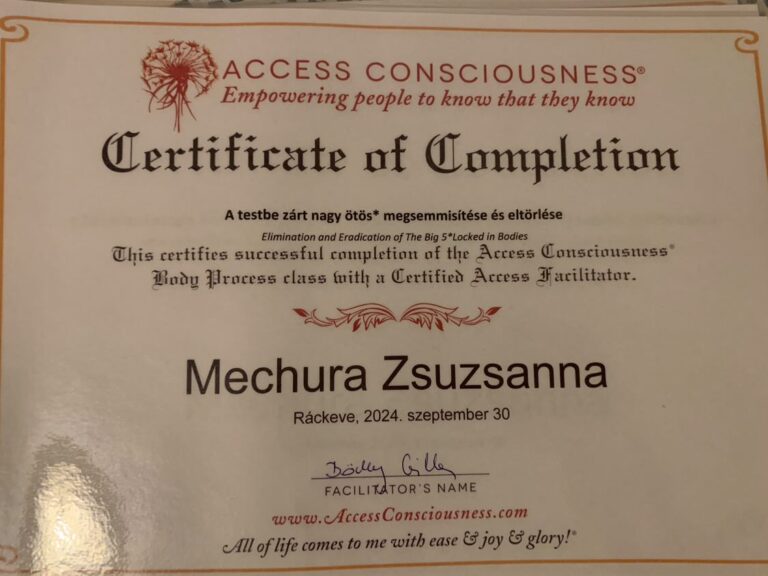 ACCESS CONSCIOUSNESS®
Empowering people to know that they know
Certificate of Completion
A testbe zárt nagy ötös* megsemmisítése és eltörlése
Elimination and Eradication of The Big 5*Locked in Bodies
This certifies successful completion of the Access Consciousness®
Body Process class with a Certified Access Facilitator.
Mechura Zsuzsanna
Ráckeve, 2024. szeptember 30
FACILITATOR'S NAME
www.AccessConsciousness.com
All of life comes to me with ease & joy & glory!®